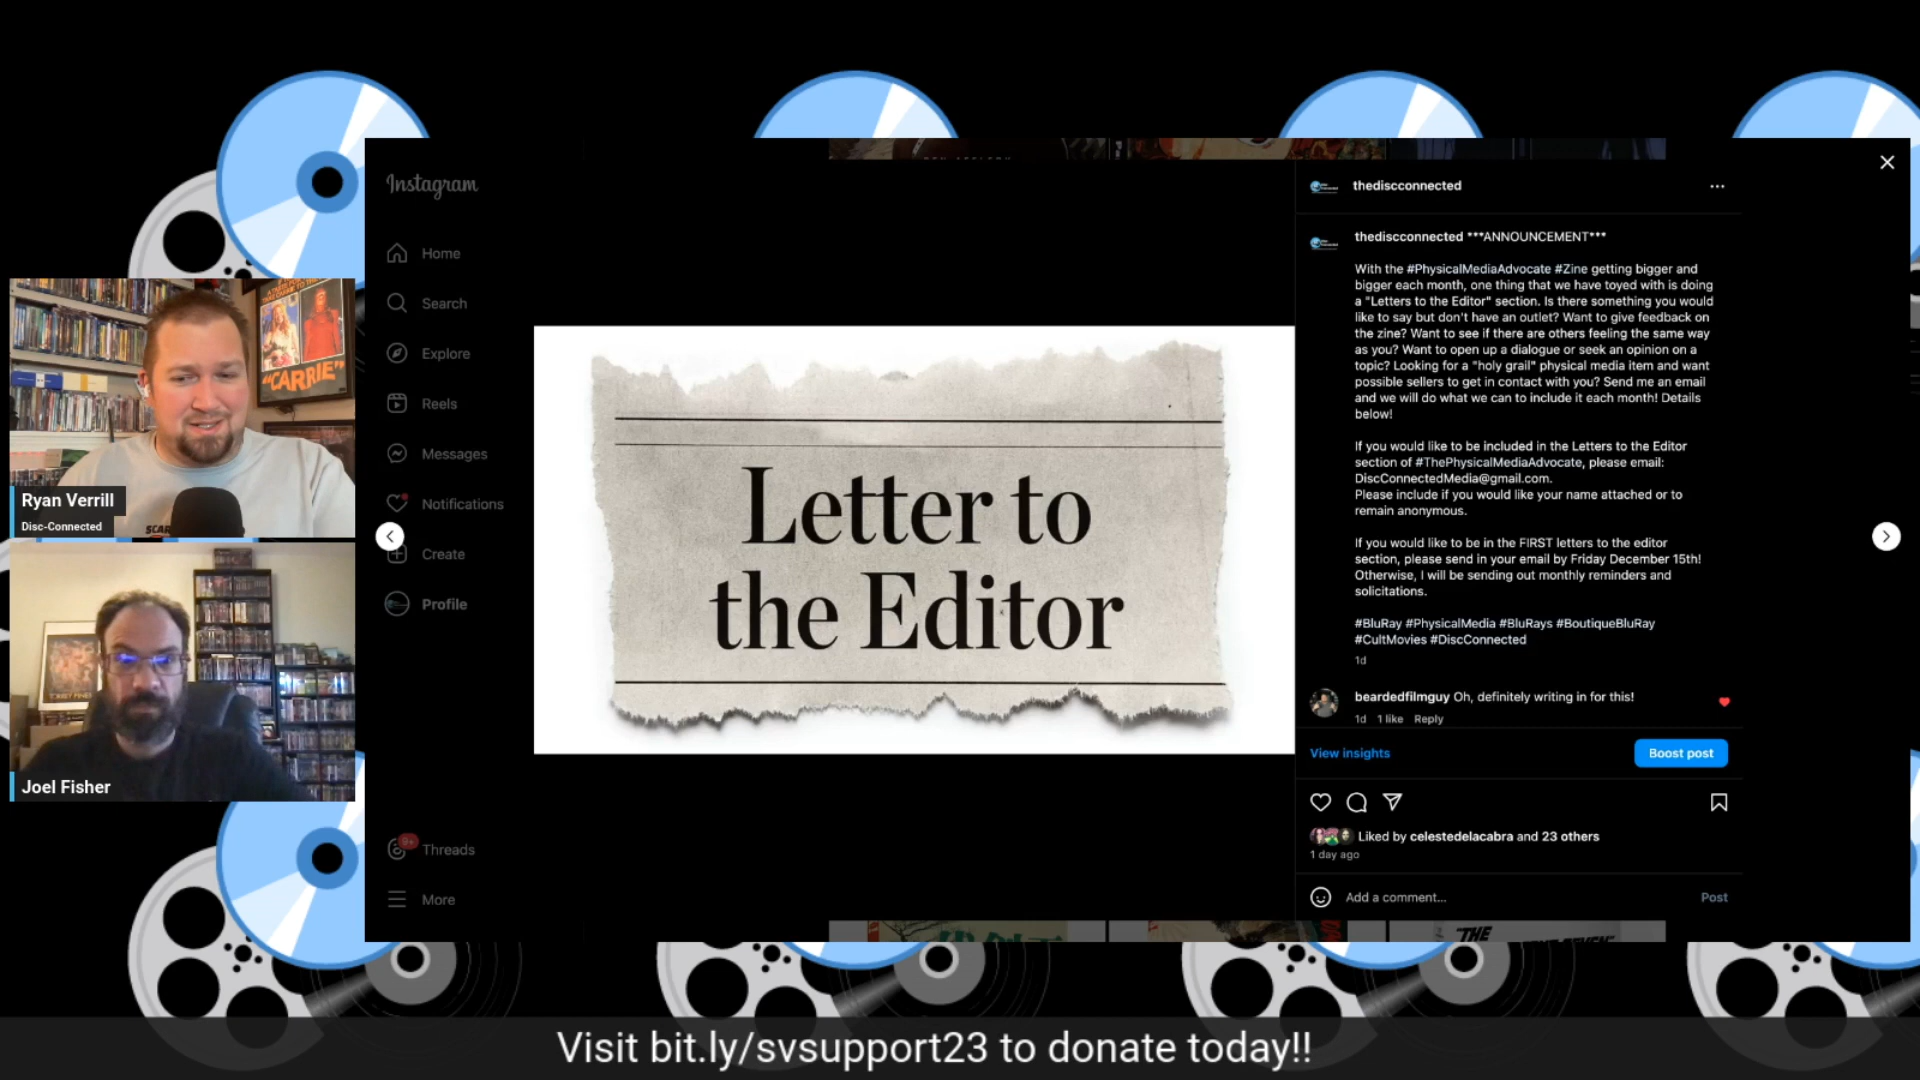 A TASTE FOR
"CARRIE"
Ryan Verrill
Disc-Connected
Joel Fisher
Instagram
Home
Search
Explore
Reels
Messages
Notifications
Create
Profile
9+
Threads
More
Letter to
the Editor
thediscconnected
thediscconnected ***ANNOUNCEMENT***
With the #PhysicalMediaAdvocate #Zine getting bigger and
bigger each month, one thing that we have toyed with is doing
a "Letters to the Editor" section. Is there something you would
like to say but don't have an outlet? Want to give feedback on
the zine? Want to see if there are others feeling the same way
as you? Want to open up a dialogue or seek an opinion on a
topic? Looking for a "holy grail" physical media item and want
possible sellers to get in contact with you? Send me an email
and we will do what we can to include it each month! Details
below!
If you would like to be included in the Letters to the Editor
section of #ThePhysicalMediaAdvocate, please email:
DiscConnectedMedia@gmail.com.
Please include if you would like your name attached or to
remain anonymous.
If you would like to be in the FIRST letters to the editor
section, please send in your email by Friday December 15th!
Otherwise, I will be sending out monthly reminders and
solicitations.
#BluRay #PhysicalMedia #BluRays #BoutiqueBluRay
#CultMovies #DiscConnected
1d
beardedfilmguy Oh, definitely writing in for this!
1d 1 like Reply
View insights
Boost post
Liked by celestedelacabra and 23 others
1 day ago
Add a comment...
Post
"THE
Visit bit.ly/svsupport23 to donate today!!